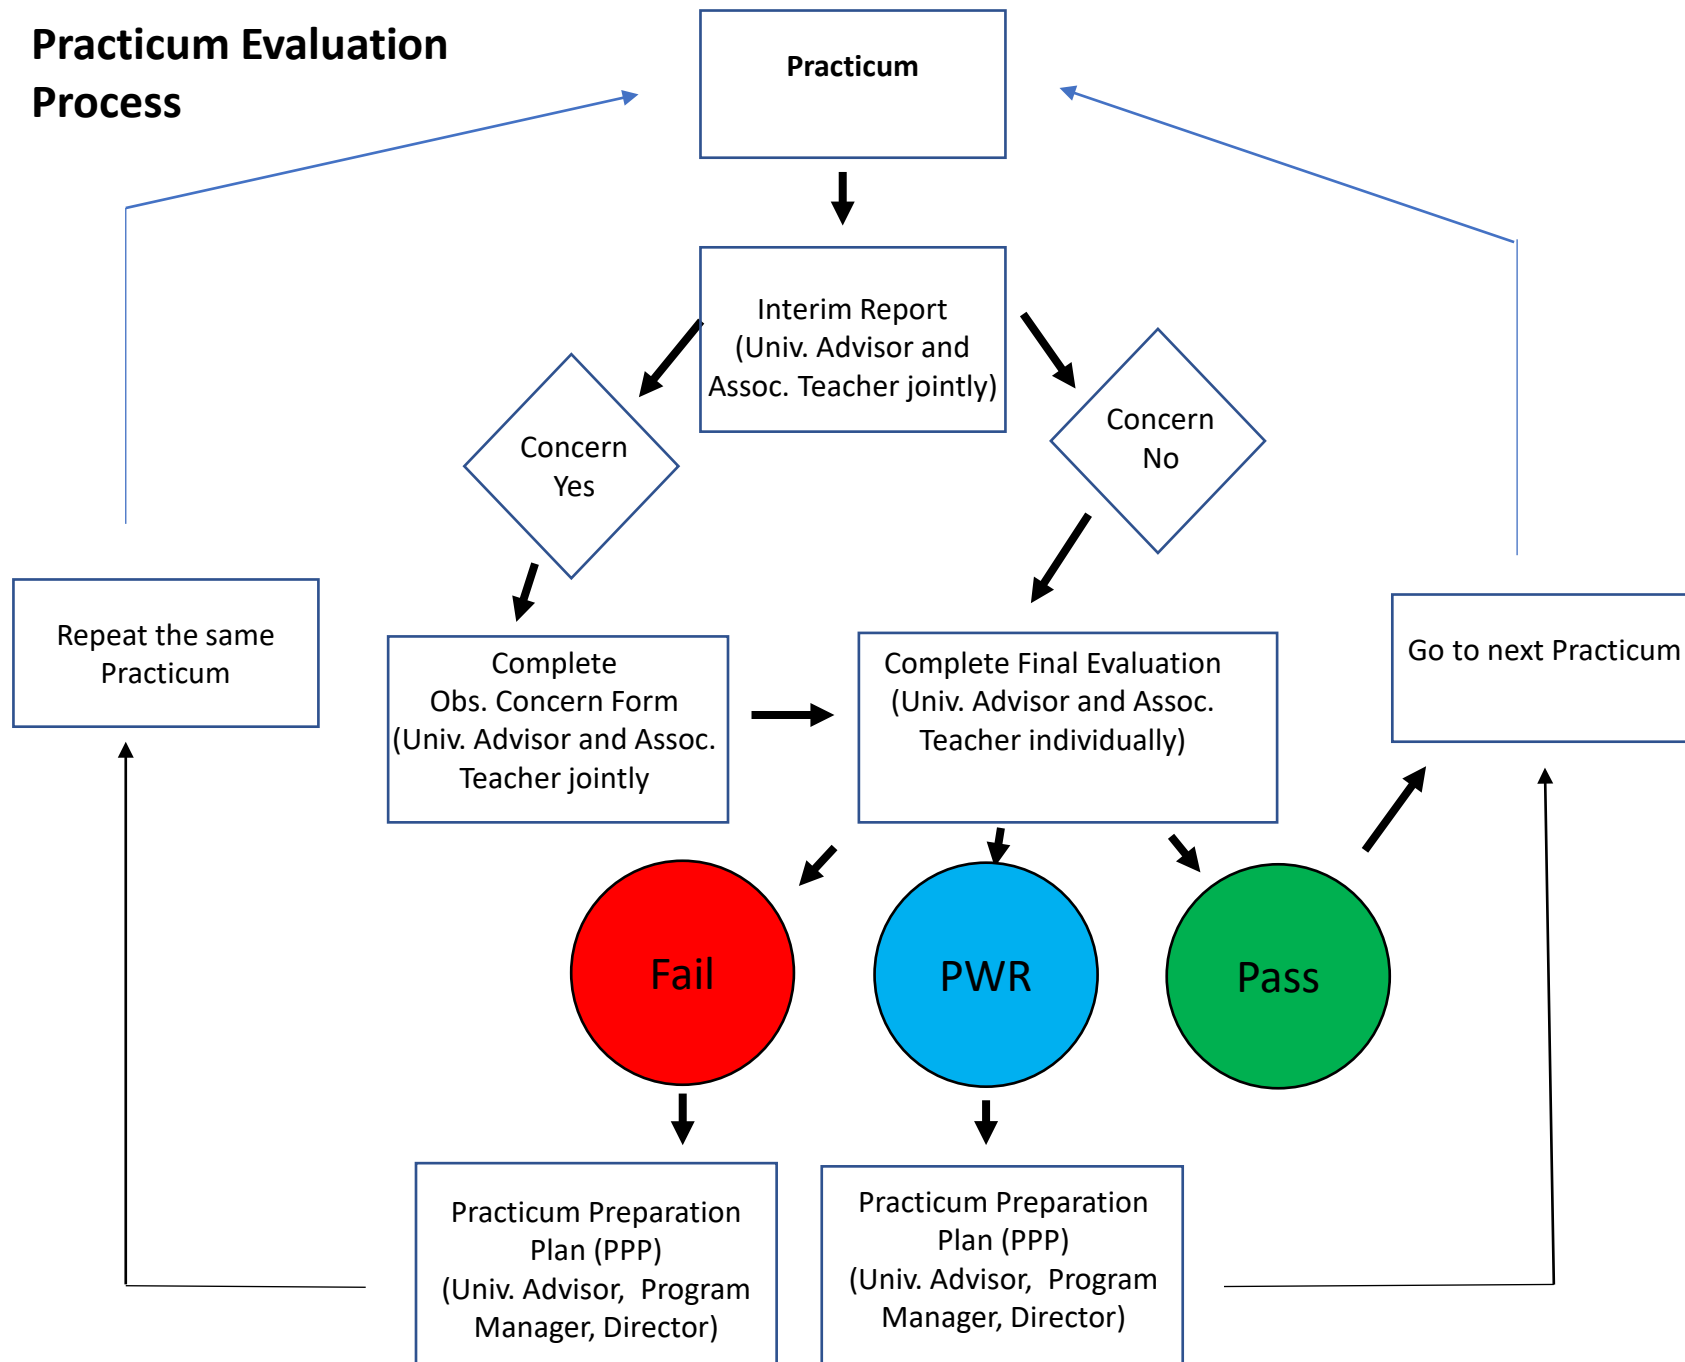 Practicum Evaluation
Process
Practicum
Interim Report
(Univ. Advisor and
Assoc. Teacher jointly)
Concern
Yes
Concern
No
Repeat the same
Practicum
Complete
Obs. Concern Form
(Univ. Advisor and Assoc.
Teacher jointly
Complete Final Evaluation
(Univ. Advisor and Assoc.
Teacher individually)
Go to next Practicum
Fail
PWR
Pass
Practicum Preparation
Plan (PPP)
(Univ. Advisor, Program
Manager, Director)
Practicum Preparation
Plan (PPP)
(Univ. Advisor, Program
Manager, Director)